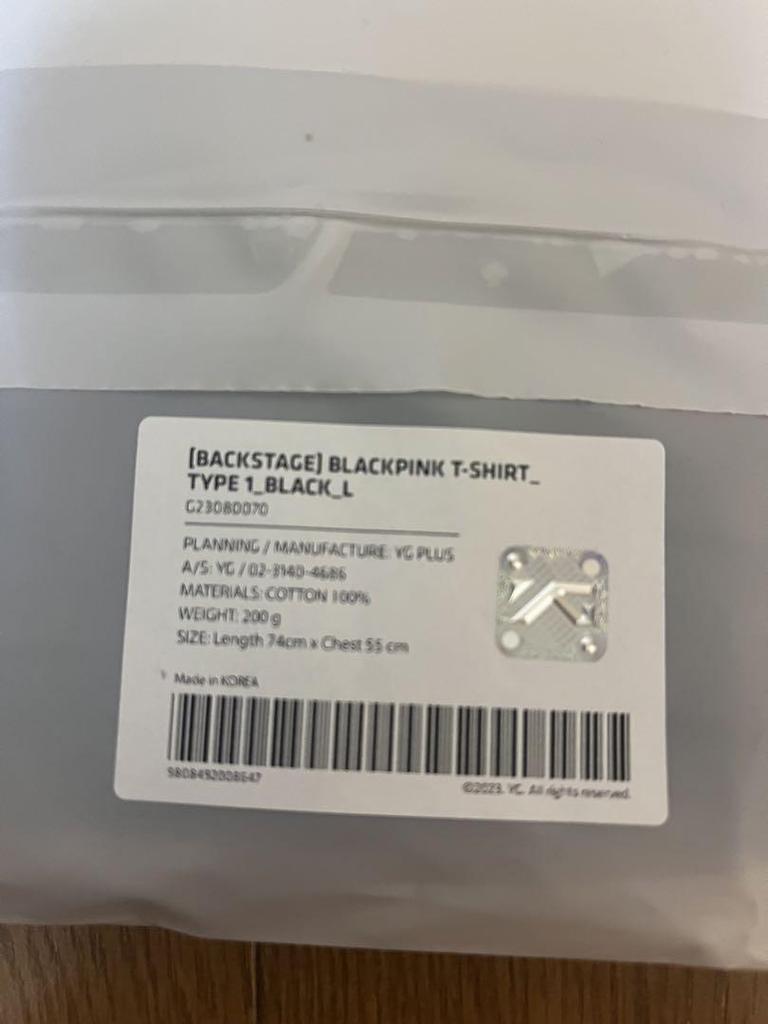 [BACKSTAGE] BLACKPINK T-SHIRT_
TYPE 1_BLACK_L
G23080070
PLANNING / MANUFACTURE: YG PLUS
A/S: YG / 02-3140-4686
MATERIALS: COTTON 100%
WEIGHT: 200 g
SIZE: Length 74cm x Chest 55 cm
Made in KOREA
©2023. YG. All rights reserved.